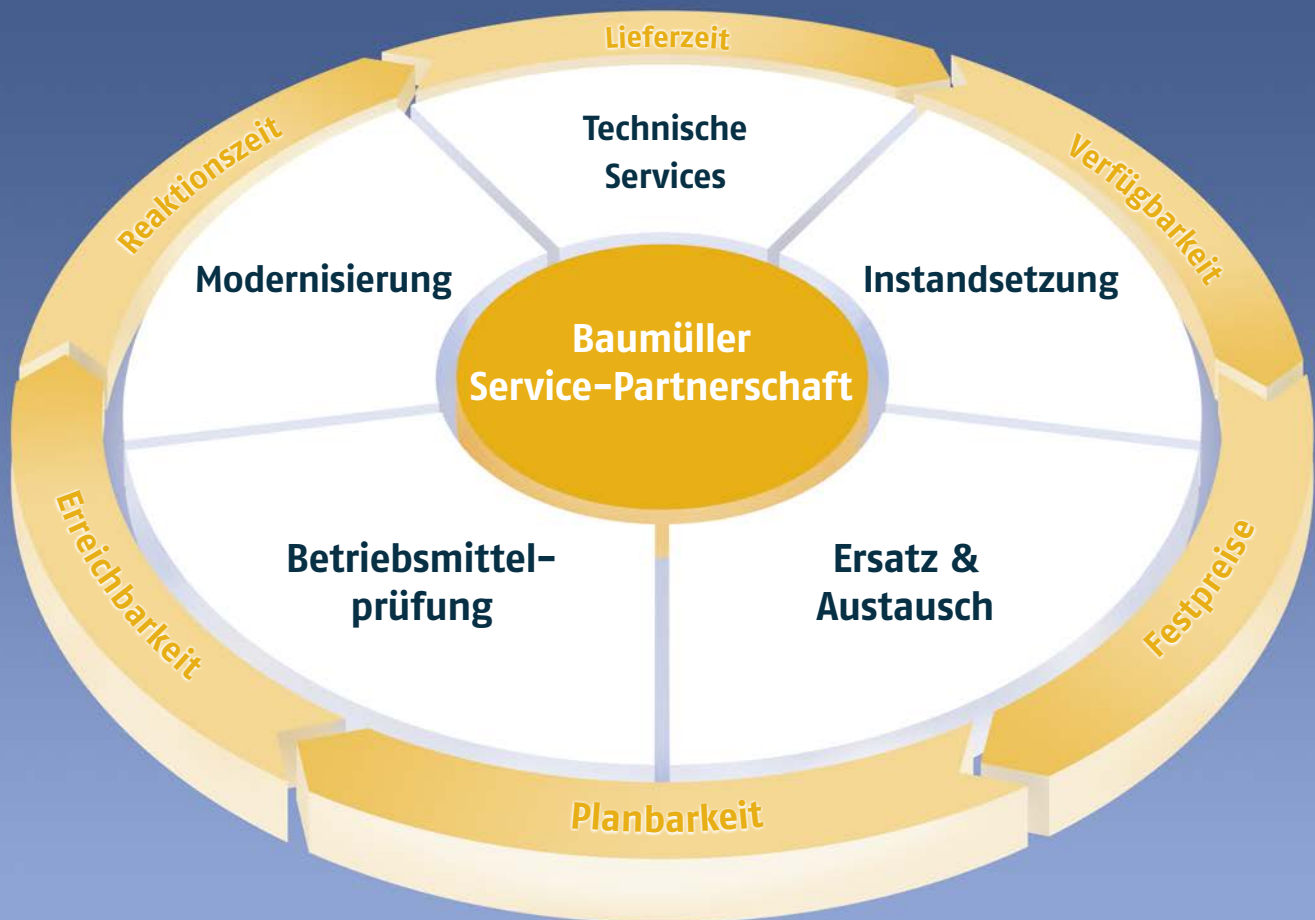 Lieferzeit
Technische
Services
Reaktionszeit
Verfügbarkeit
Modernisierung
Instandsetzung
Baumüller
Service-Partnerschaft
Betriebsmittel-
prüfung
Ersatz &
Austausch
Erreichbarkeit
Festpreise
Planbarkeit